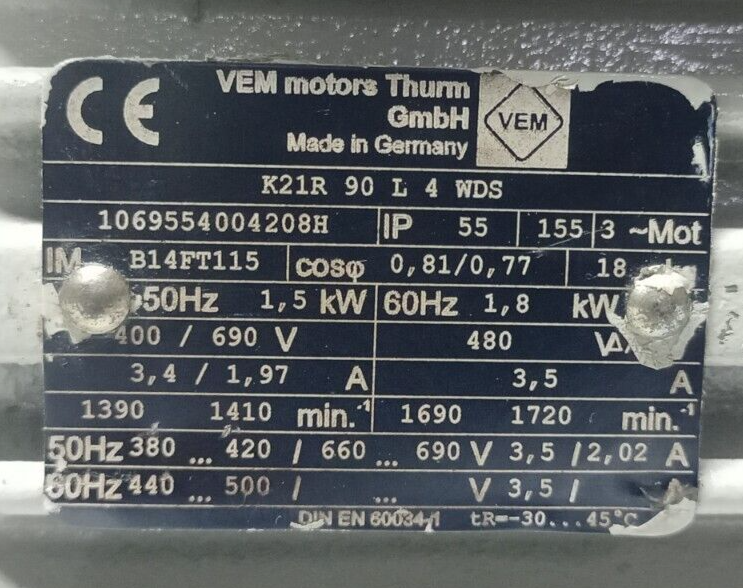 CE
VEM motors Thurm
GmbH
VEM
Made in Germany
K21R 90 L 4 WDS
1069554004208H IP 55 155 3 ~Mot
IM B14FT115 cosφ 0,81/0,77 18
50Hz 1,5 kW 60Hz 1,8 kW
400 / 690 V 480 V
3,4 / 1,97 A 3,5 A
1390 1410 min.⁻¹ 1690 1720 min.⁻¹
50Hz 380 ... 420 / 660 ... 690 V 3,5 / 2,02 A
60Hz 440 ... 500 / ... V 3,5 / A
DIN EN 60034-1 tR=-30...45°C